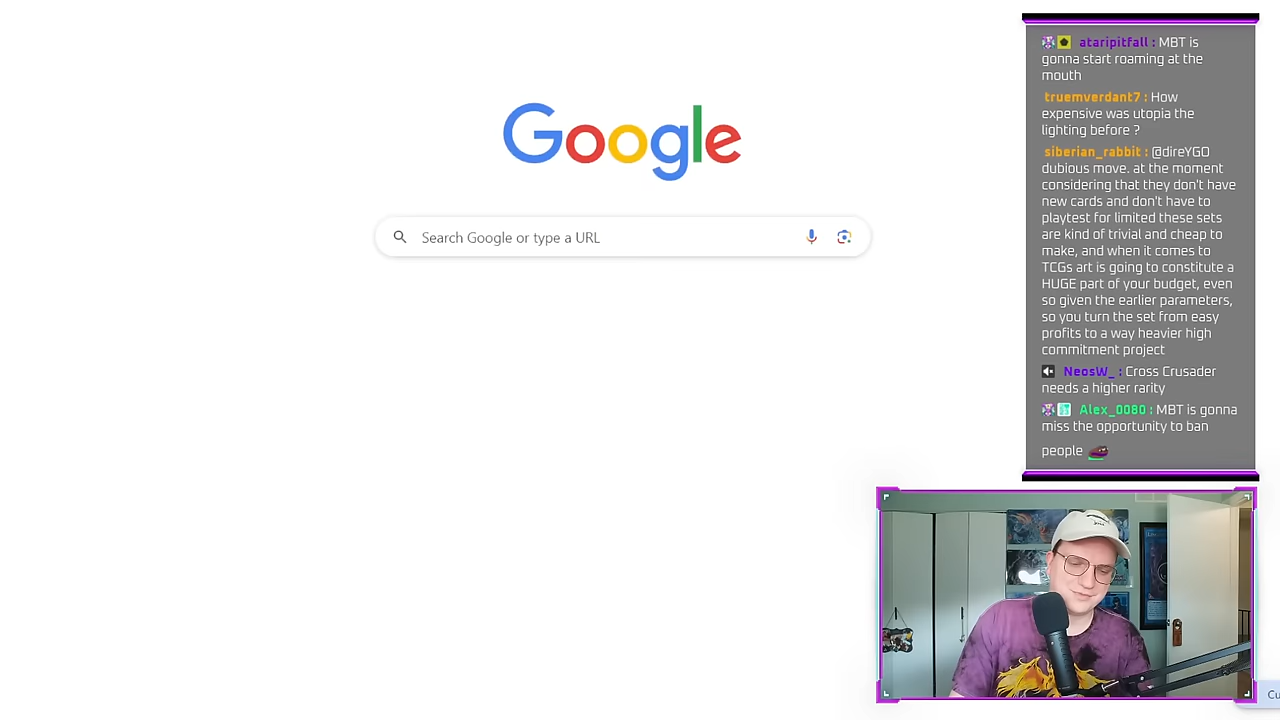 Google
Search Google or type a URL
ataripitfall : MBT is
gonna start roaming at the
mouth
truemverdant7 : How
expensive was utopia the
lighting before ?
siberian_rabbit : @direYGO
dubious move. at the moment
considering that they don't have
new cards and don't have to
playtest for limited these sets
are kind of trivial and cheap to
make, and when it comes to
TCGs art is going to constitute a
HUGE part of your budget, even
so given the earlier parameters,
so you turn the set from easy
profits to a way heavier high
commitment project
NeosW_ : Cross Crusader
needs a higher rarity
Alex_0080 : MBT is gonna
miss the opportunity to ban
people
Cu